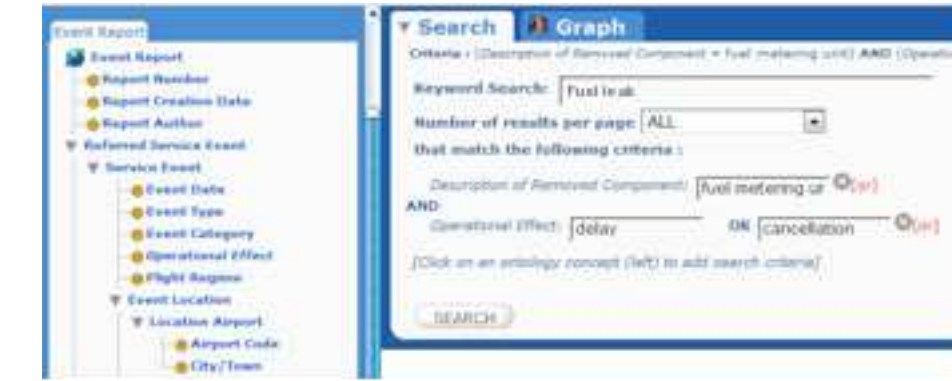 Event Report
Event Report
Report Number
Report Creation Date
Report Author
Referred Service Event
Service Event
Event Date
Event Type
Event Category
Operational Effect
Flight Regime
Event Location
Location Airport
Airport Code
City/Town
Search
Graph
Criteria : (Description of Removed Component = fuel metering unit) AND (Operatio
Keyword Search: Fuel leak
Number of results per page ALL
that match the following criteria :
Description of Removed Component: fuel metering ur [or]
AND
Operational Effect: delay OR cancellation [or]
[Click on an ontology concept (left) to add search criteria]
SEARCH